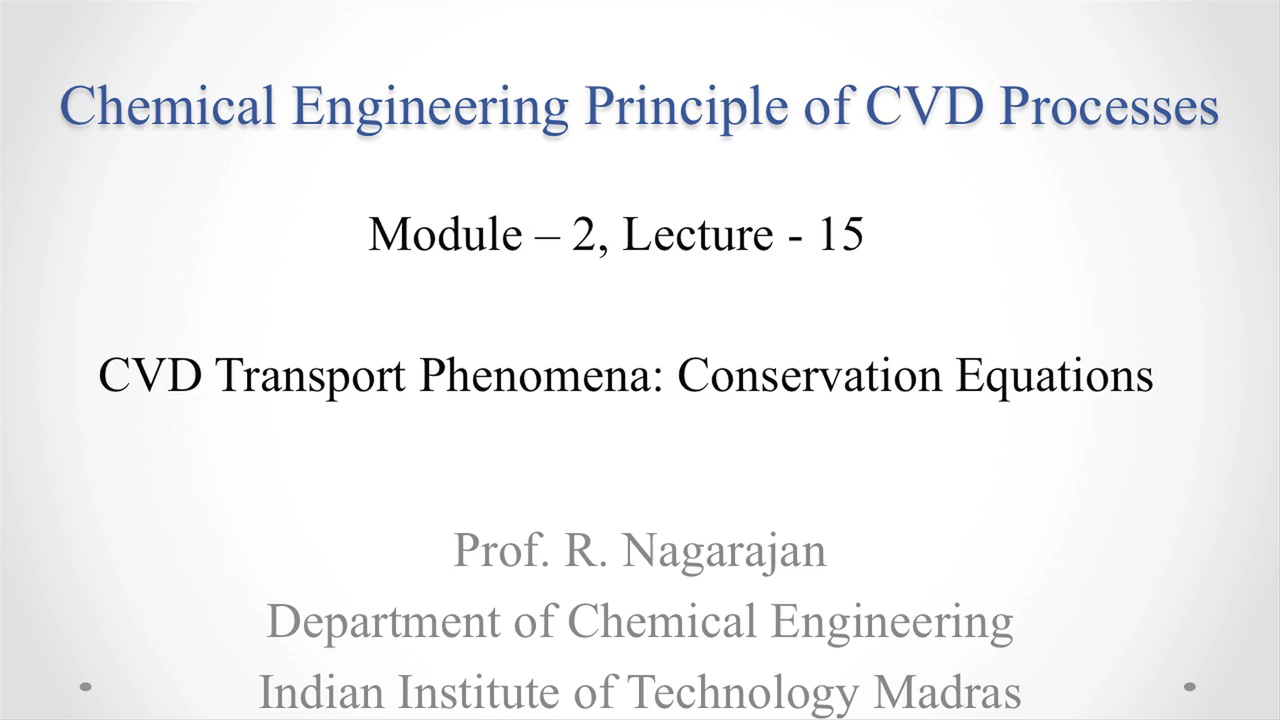 Chemical Engineering Principle of CVD Processes
Module – 2, Lecture - 15
CVD Transport Phenomena: Conservation Equations
Prof. R. Nagarajan
Department of Chemical Engineering
Indian Institute of Technology Madras